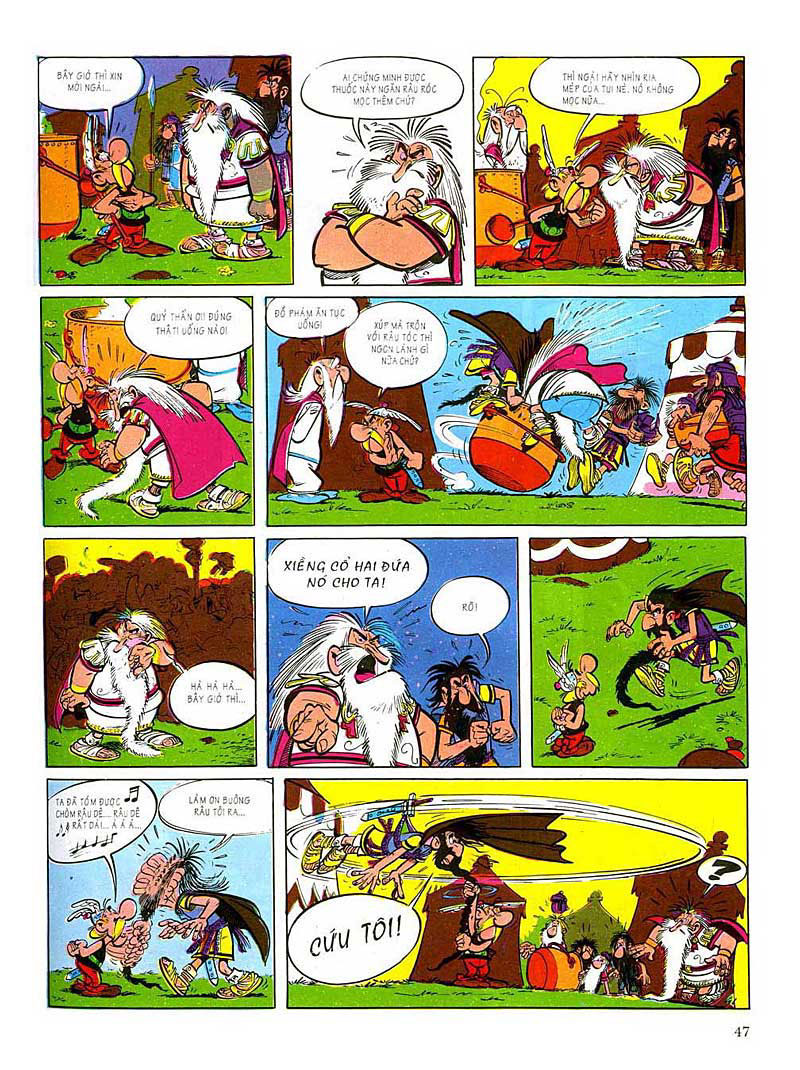 BÂY GIỜ THÌ XIN
MỜI NGÀI...
AI CHỨNG MINH ĐƯỢC
THUỐC NÀY NGĂN RÂU RÓC
MỌC THÊM CHỨ?
THÌ NGÀI HÃY NHÌN RIA
MÉP CỦA TUI NÈ. NÓ KHÔNG
MỌC NỮA...
QUỶ THẦN ƠI! ĐÚNG
THẬT! UỐNG NÀO!
ĐỒ PHÀM ĂN TỤC
UỐNG!
XÚP MÀ TRỘN
VỚI RÂU TÓC THÌ
NGON LÀNH GÌ
NỮA CHỨ?
HÀ HÀ HÀ...
BÂY GIỜ THÌ...
XIỀNG CỔ HAI ĐỨA
NÓ CHO TA!
RÕ!
TA ĐÃ TÓM ĐƯỢC
CHÒM RÂU DÊ... RÂU DÊ
RẤT DÀI... Á Á Á...
LÀM ƠN BUÔNG
RÂU TÔI RA...
CỨU TÔI!
?
47